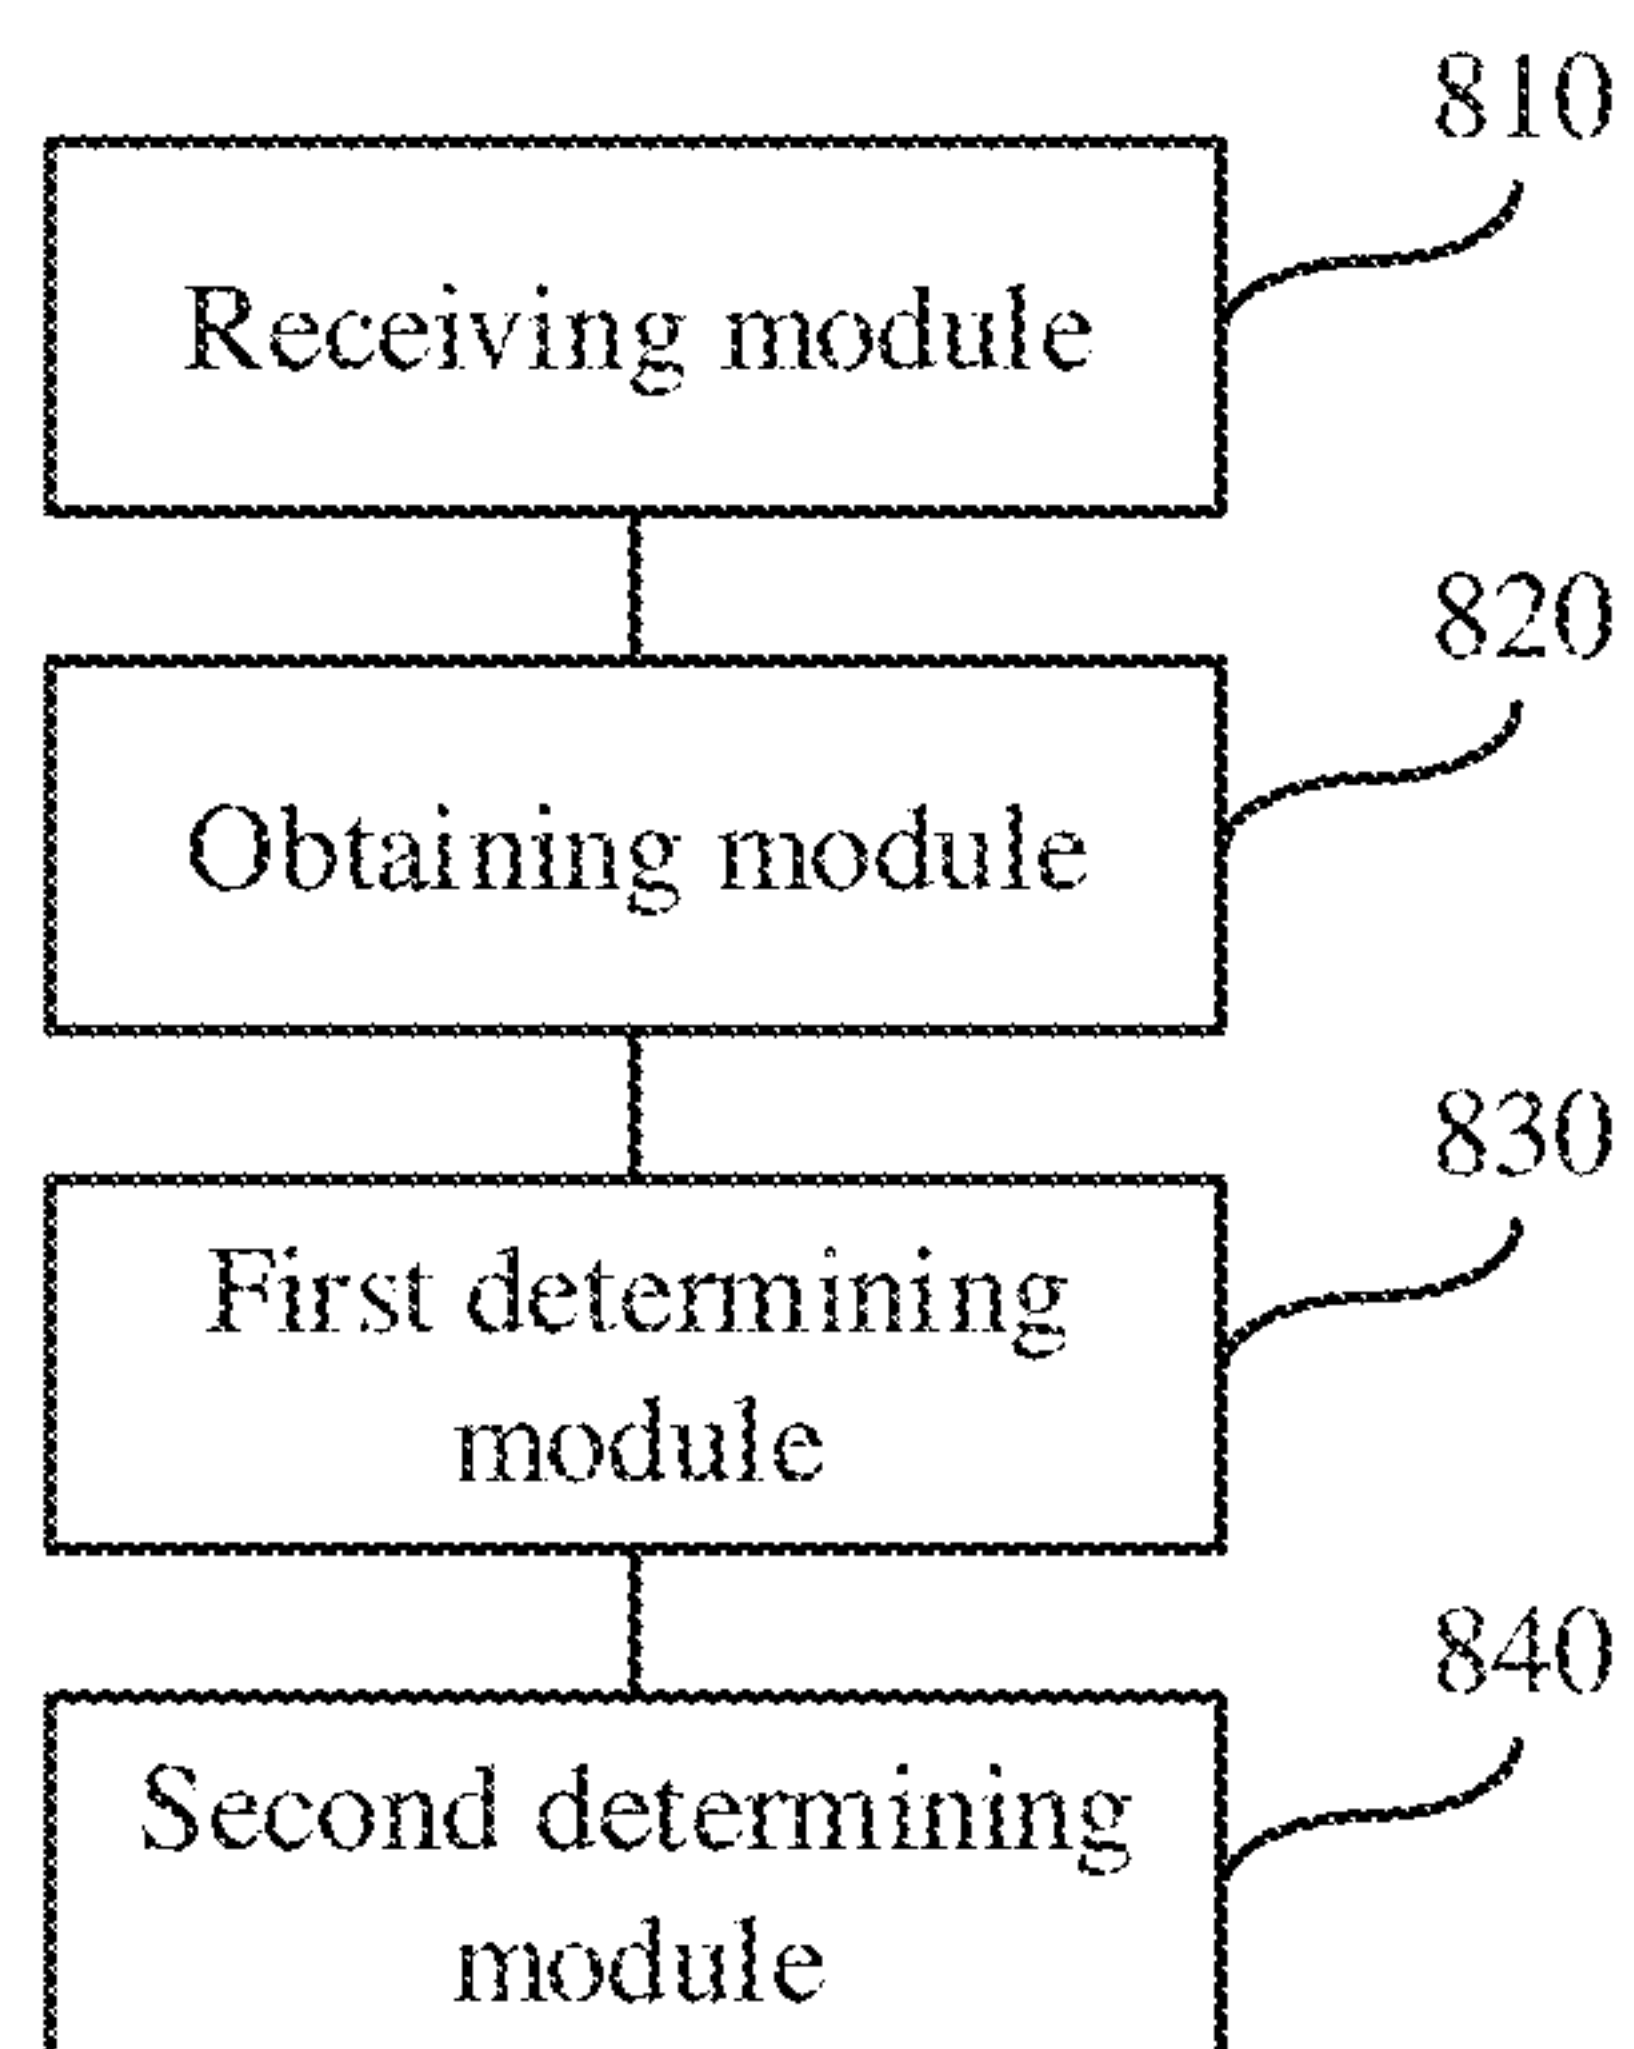 810
Receiving module
820
Obtaining module
830
First determining
module
840
Second determining
module